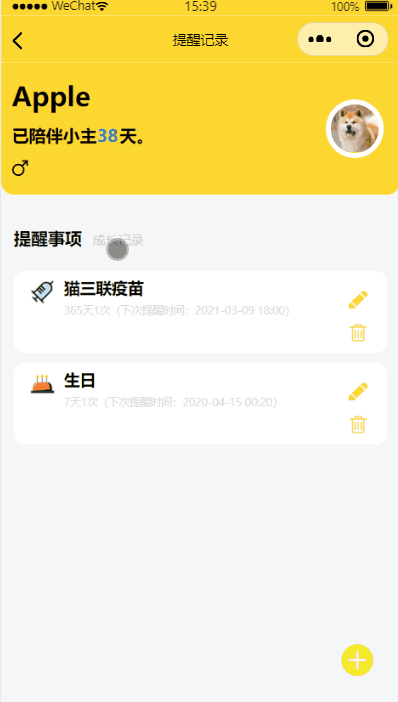 ●●●●● WeChat 15:39 100%
提醒记录
Apple
已陪伴小主38天。
♂
提醒事项 成长记录
猫三联疫苗
365天1次（下次提醒时间：2021-03-09 18:00）
生日
7天1次（下次提醒时间：2020-04-15 00:20）